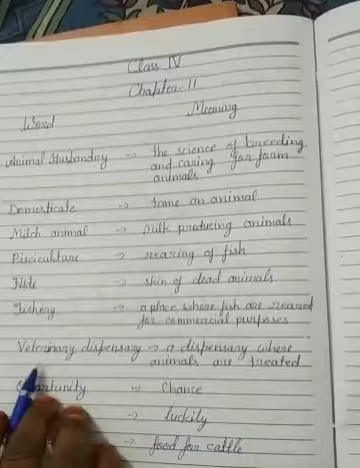 Class IV
Chapter-11
Word Meaning
Animal Husbandry -> the science of breeding
and caring for farm
animals
Domesticate -> tame an animal
Milch animal -> Milk producing animals
Pisciculture -> rearing of fish
Hide -> skin of dead animals
Fishery -> a place where fish are reared
for commercial purposes
Veterinary dispensary -> a dispensary where
animals are treated
-> Chance
-> luckily
food for cattle